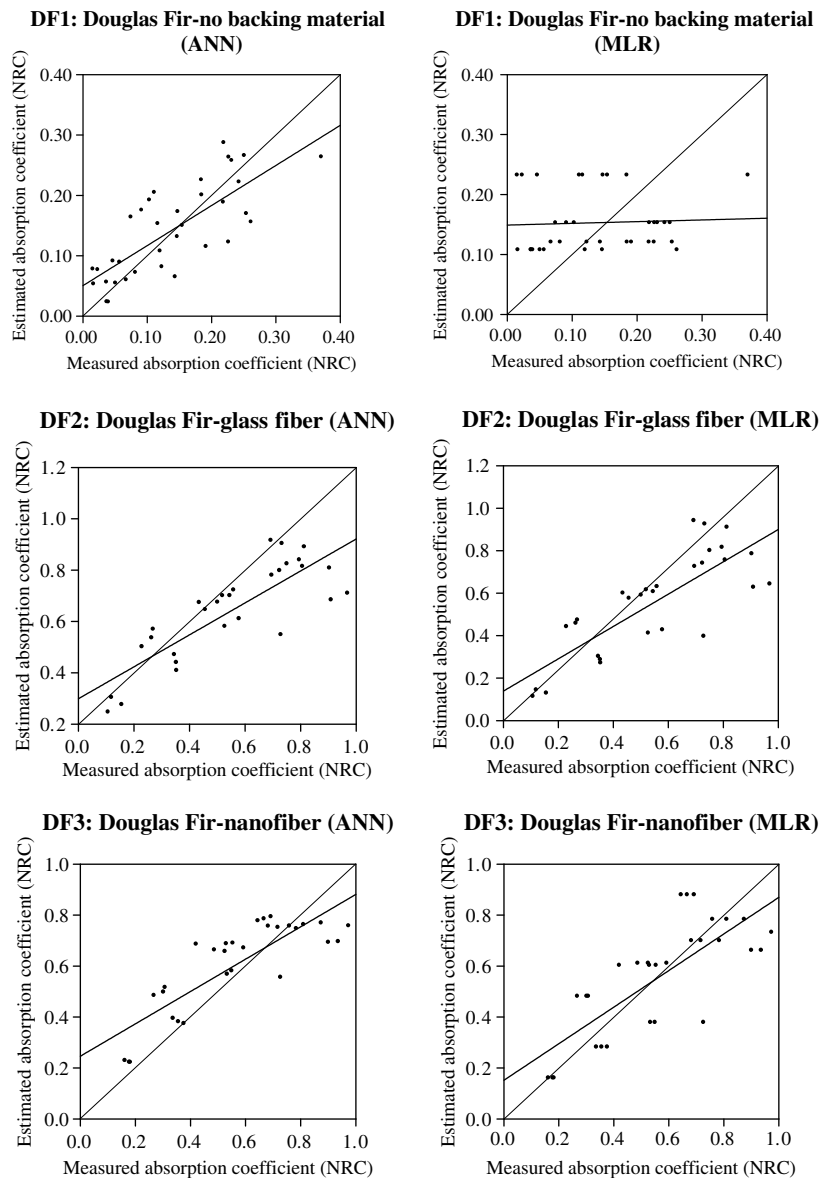 DF1: Douglas Fir-no backing material
(ANN)
Estimated absorption coefficient (NRC)
0.40
0.30
0.20
0.10
0.00
0.00 0.10 0.20 0.30 0.40
Measured absorption coefficient (NRC)
DF1: Douglas Fir-no backing material
(MLR)
Estimated absorption coefficient (NRC)
0.40
0.30
0.20
0.10
0.00
0.00 0.10 0.20 0.30 0.40
Measured absorption coefficient (NRC)
DF2: Douglas Fir-glass fiber (ANN)
Estimated absorption coefficient (NRC)
1.2
1.0
0.8
0.6
0.4
0.2
0.0 0.2 0.4 0.6 0.8 1.0
Measured absorption coefficient (NRC)
DF2: Douglas Fir-glass fiber (MLR)
Estimated absorption coefficient (NRC)
1.2
1.0
0.8
0.6
0.4
0.2
0.0
0.0 0.2 0.4 0.6 0.8 1.0
Measured absorption coefficient (NRC)
DF3: Douglas Fir-nanofiber (ANN)
Estimated absorption coefficient (NRC)
1.0
0.8
0.6
0.4
0.2
0.0
0.0 0.2 0.4 0.6 0.8 1.0
Measured absorption coefficient (NRC)
DF3: Douglas Fir-nanofiber (MLR)
Estimated absorption coefficient (NRC)
1.0
0.8
0.6
0.4
0.2
0.0
0.0 0.2 0.4 0.6 0.8 1.0
Measured absorption coefficient (NRC)